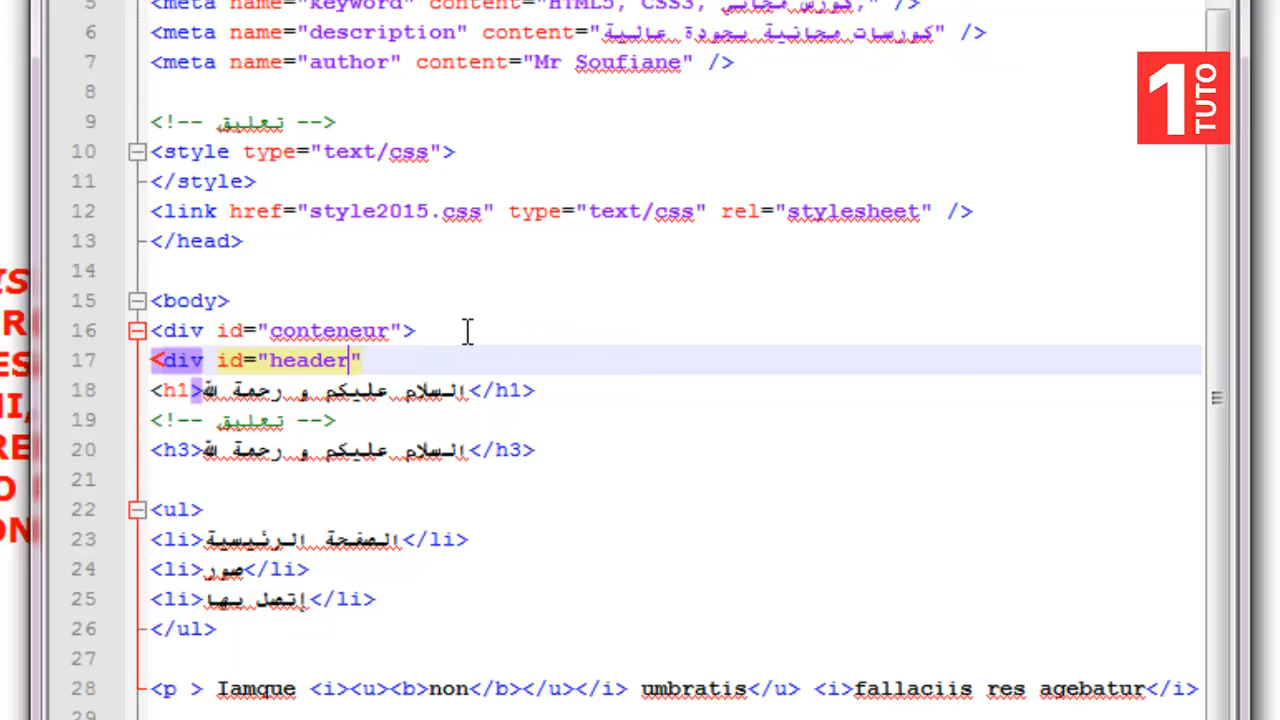 5 <meta name="keyword" content="HTML5, CSS3, كورس مجاني," />
6 <meta name="description" content="كورسات مجانية بجودة عالية" />
7 <meta name="author" content="Mr Soufiane" />
8
9 <!-- تعليق -->
10 <style type="text/css">
11 </style>
12 <link href="style2015.css" type="text/css" rel="stylesheet" />
13 </head>
14
15 <body>
16 <div id="conteneur">
17 <div id="header"
18 <h1>السلام عليكم و رحمة الله</h1>
19 <!-- تعليق -->
20 <h3>السلام عليكم و رحمة الله</h3>
21
22 <ul>
23 <li>الصفحة الرئيسية</li>
24 <li>صور</li>
25 <li>إتصل بها</li>
26 </ul>
27
28 <p > Iamque <i><u><b>non</b></u></i> umbratis</u> <i>fallaciis res agebatur</i>
29
1 TUTO